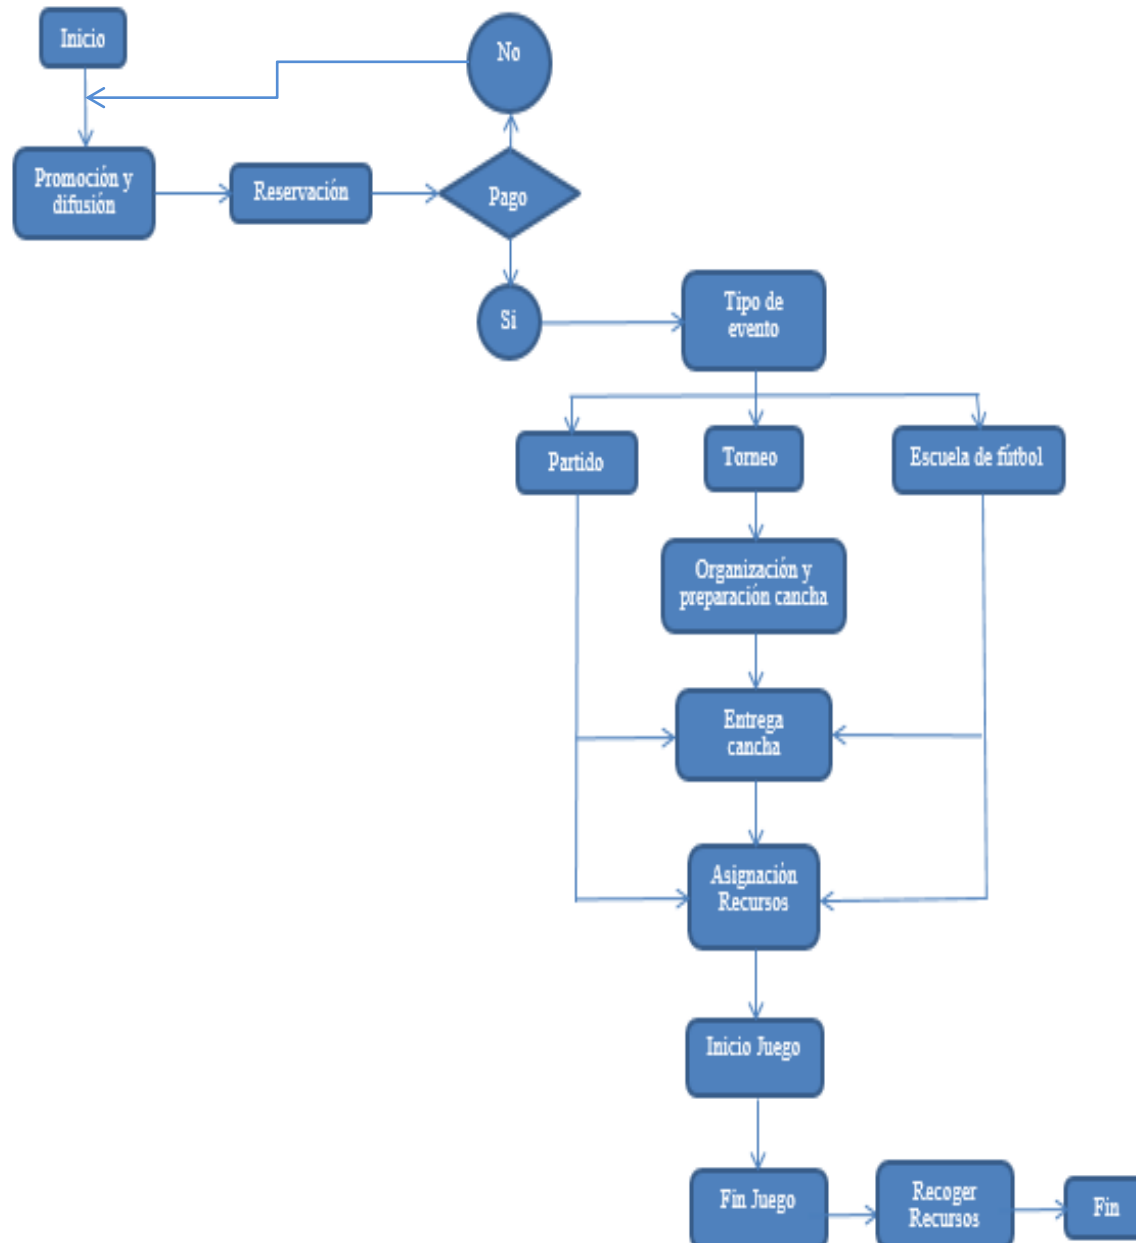 Inicio
No
Promoción y
difusión
Reservación
Pago
Si
Tipo de
evento
Partido
Torneo
Escuela de fútbol
Organización y
preparación cancha
Entrega
cancha
Asignación
Recursos
Inicio Juego
Fin Juego
Recoger
Recursos
Fin